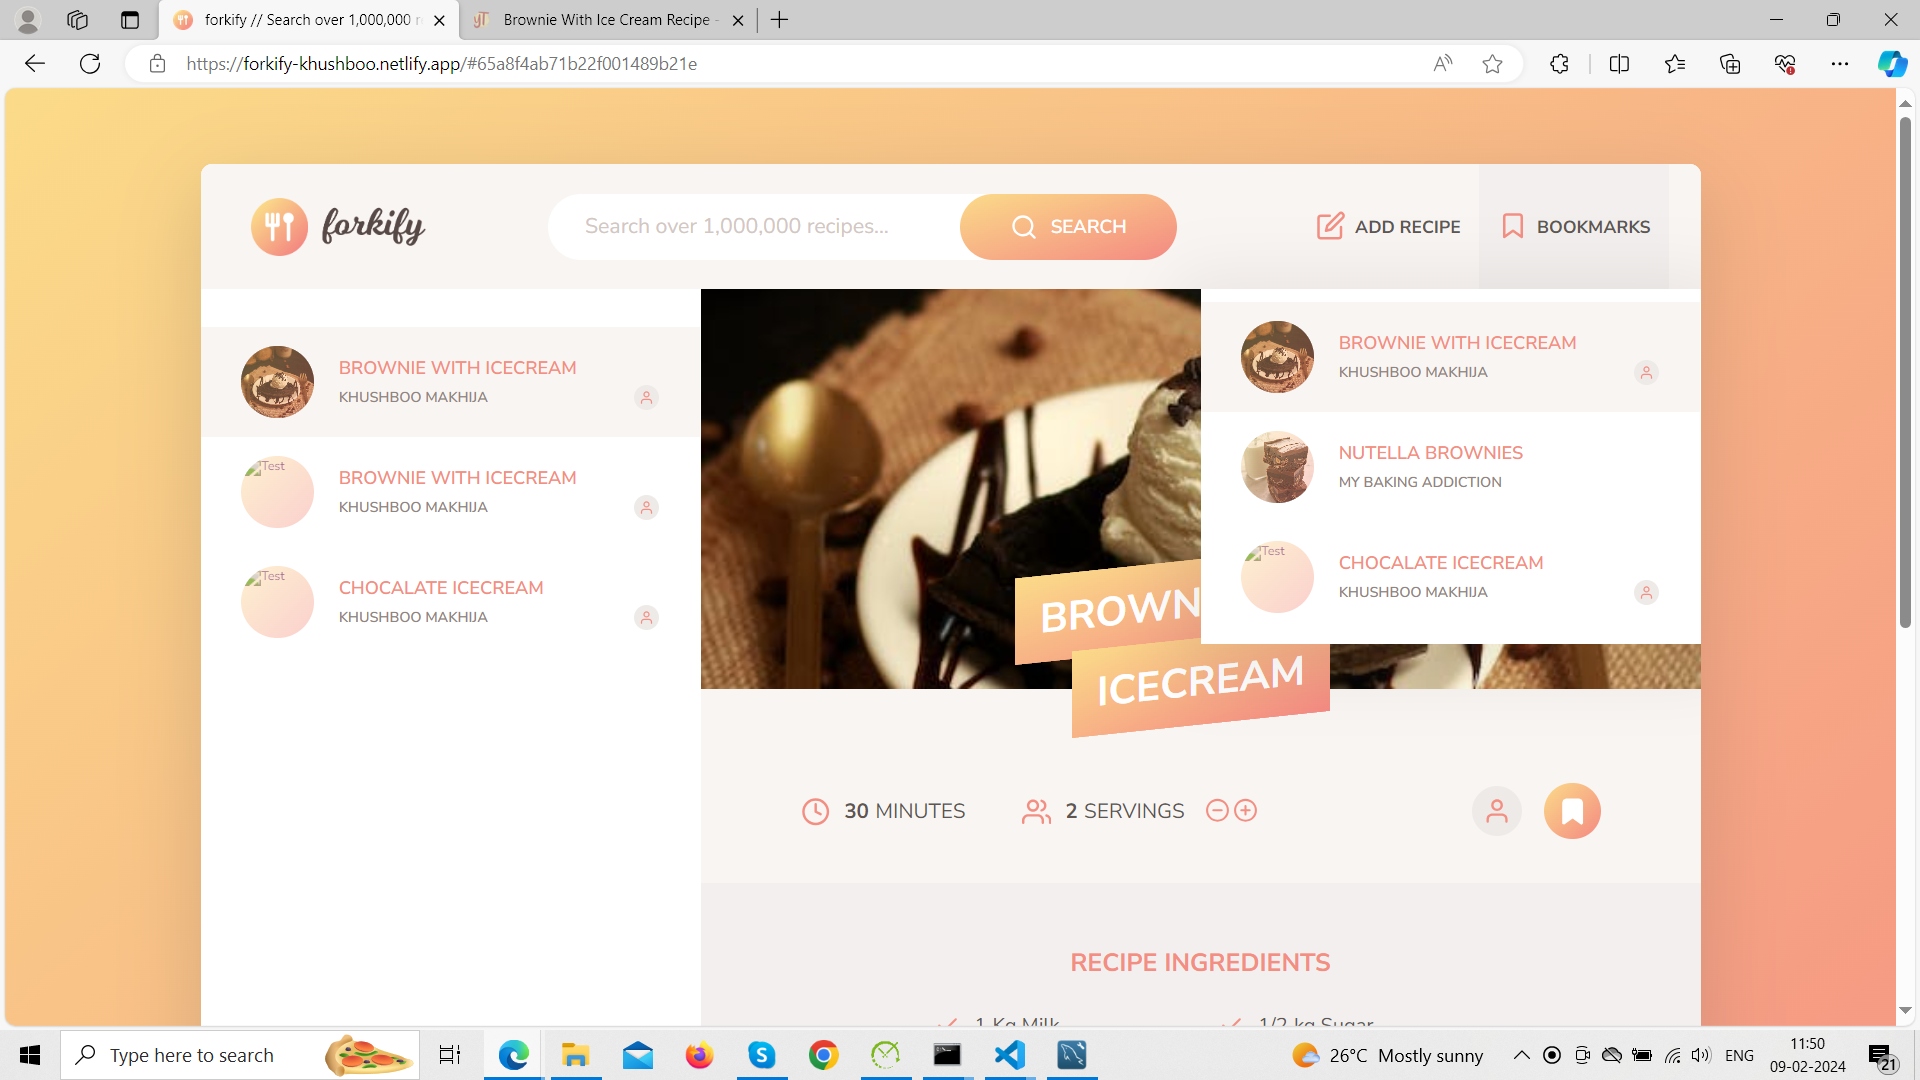 forkify // Search over 1,000,000 r
Brownie With Ice Cream Recipe -
https://forkify-khushboo.netlify.app/#65a8f4ab71b22f001489b21e
forkify
Search over 1,000,000 recipes...
SEARCH
ADD RECIPE
BOOKMARKS
BROWNIE WITH ICECREAM
KHUSHBOO MAKHIJA
Test
BROWNIE WITH ICECREAM
KHUSHBOO MAKHIJA
Test
CHOCALATE ICECREAM
KHUSHBOO MAKHIJA
BROWNIE WITH ICECREAM
KHUSHBOO MAKHIJA
NUTELLA BROWNIES
MY BAKING ADDICTION
Test
CHOCALATE ICECREAM
KHUSHBOO MAKHIJA
BROWN
ICECREAM
30 MINUTES
2 SERVINGS
RECIPE INGREDIENTS
1 Kg Milk
1/2 kg Sugar
Type here to search
26°C Mostly sunny
ENG
11:50
09-02-2024
21